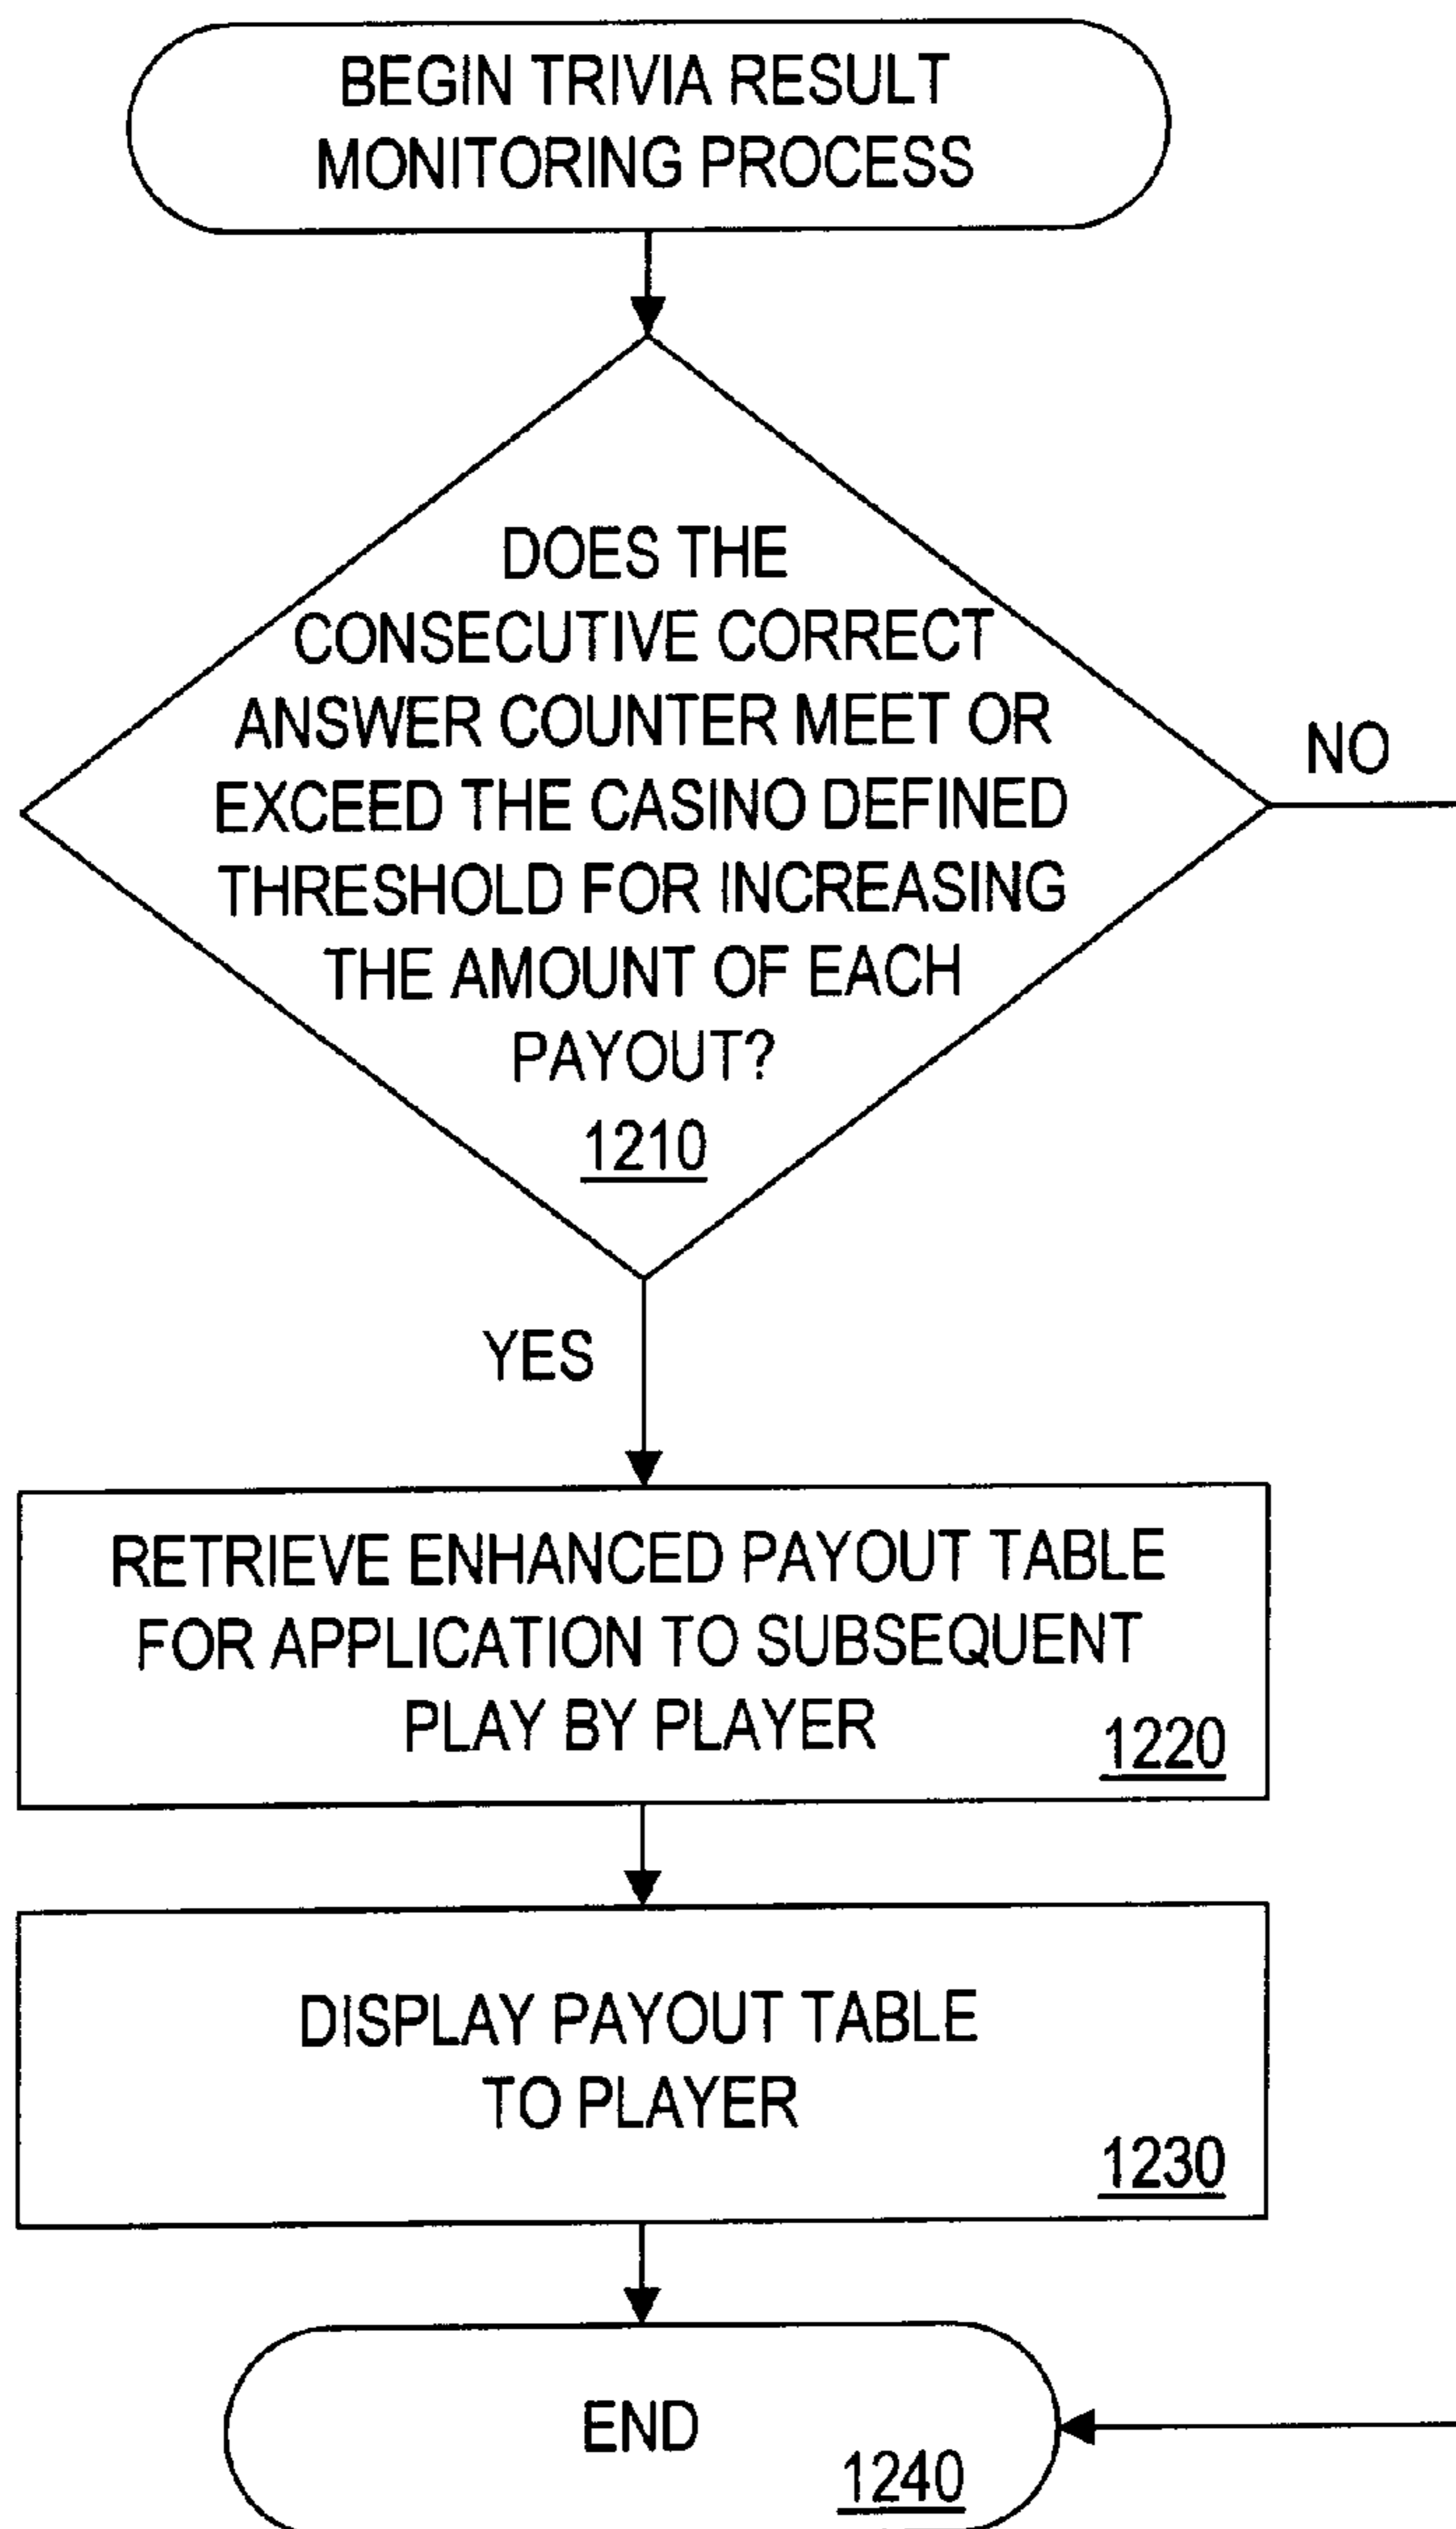 BEGIN TRIVIA RESULT
MONITORING PROCESS
DOES THE
CONSECUTIVE CORRECT
ANSWER COUNTER MEET OR
EXCEED THE CASINO DEFINED
THRESHOLD FOR INCREASING
THE AMOUNT OF EACH
PAYOUT?
1210
NO
YES
RETRIEVE ENHANCED PAYOUT TABLE
FOR APPLICATION TO SUBSEQUENT
PLAY BY PLAYER
1220
DISPLAY PAYOUT TABLE
TO PLAYER
1230
END
1240